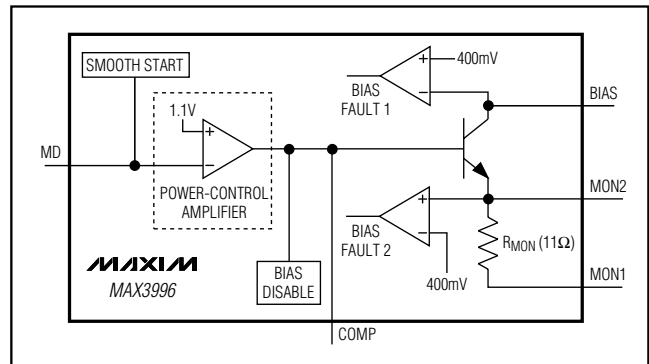 SMOOTH START
400mV
+
−
BIAS
FAULT 1
BIAS
1.1V
+
−
MD
POWER-CONTROL
AMPLIFIER
MON2
+
−
BIAS
FAULT 2
RMON (11Ω)
400mV
MON1
MAXIM
MAX3996
BIAS
DISABLE
COMP